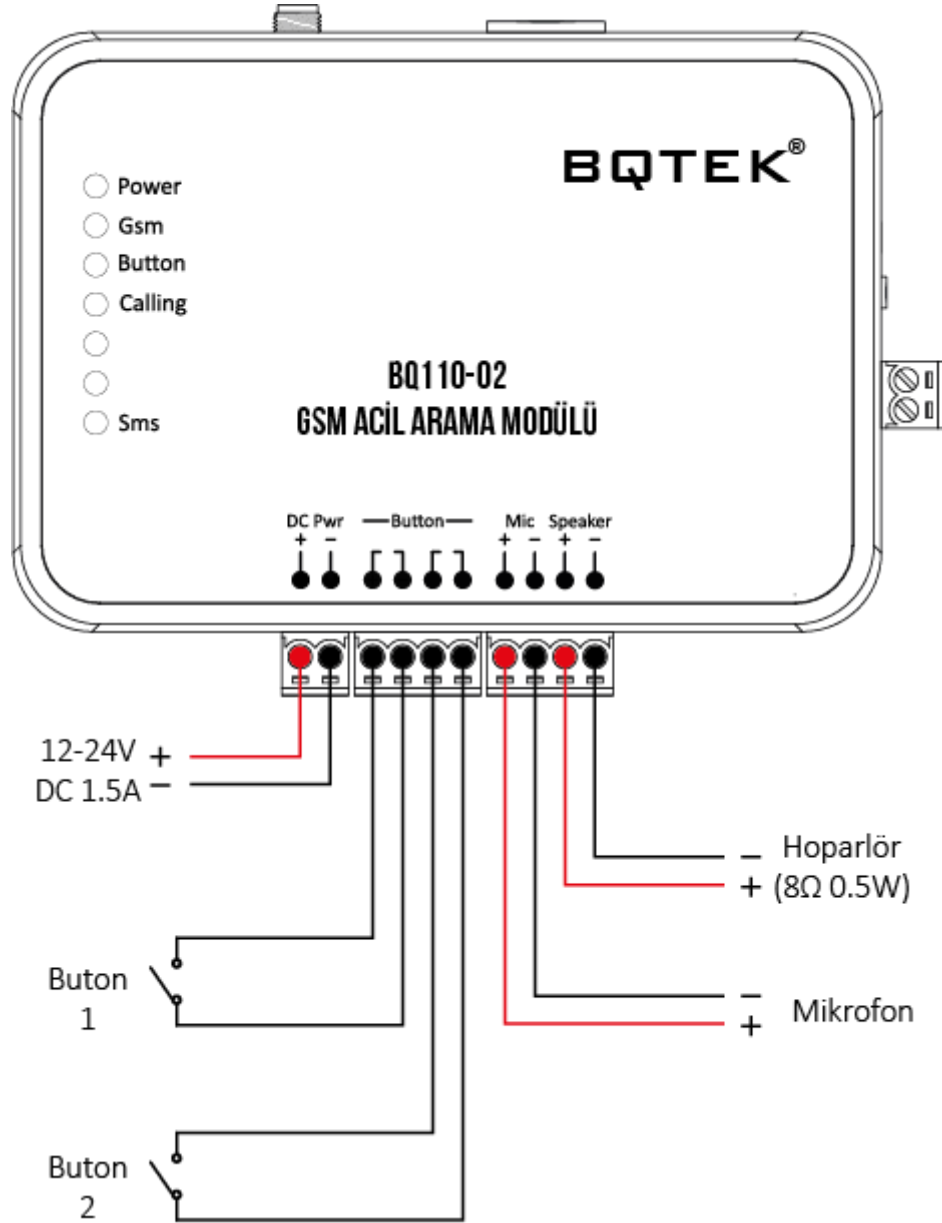 BQTEK®
Power
Gsm
Button
Calling
Sms
BQ110-02
GSM ACİL ARAMA MODÜLÜ
DC Pwr Button Mic Speaker
+ − + − + −
12-24V +
DC 1.5A −
− Hoparlör
+ (8Ω 0.5W)
Buton
1
− Mikrofon
+
Buton
2